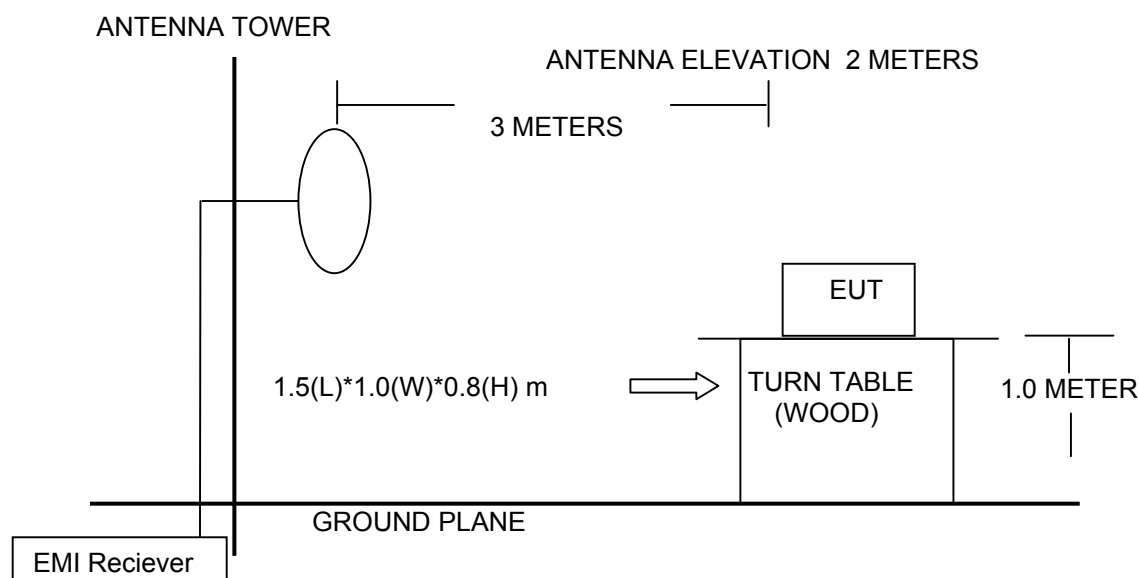 ANTENNA TOWER
ANTENNA ELEVATION 2 METERS
3 METERS
EUT
1.5(L)*1.0(W)*0.8(H) m
TURN TABLE
(WOOD)
1.0 METER
GROUND PLANE
EMI Reciever